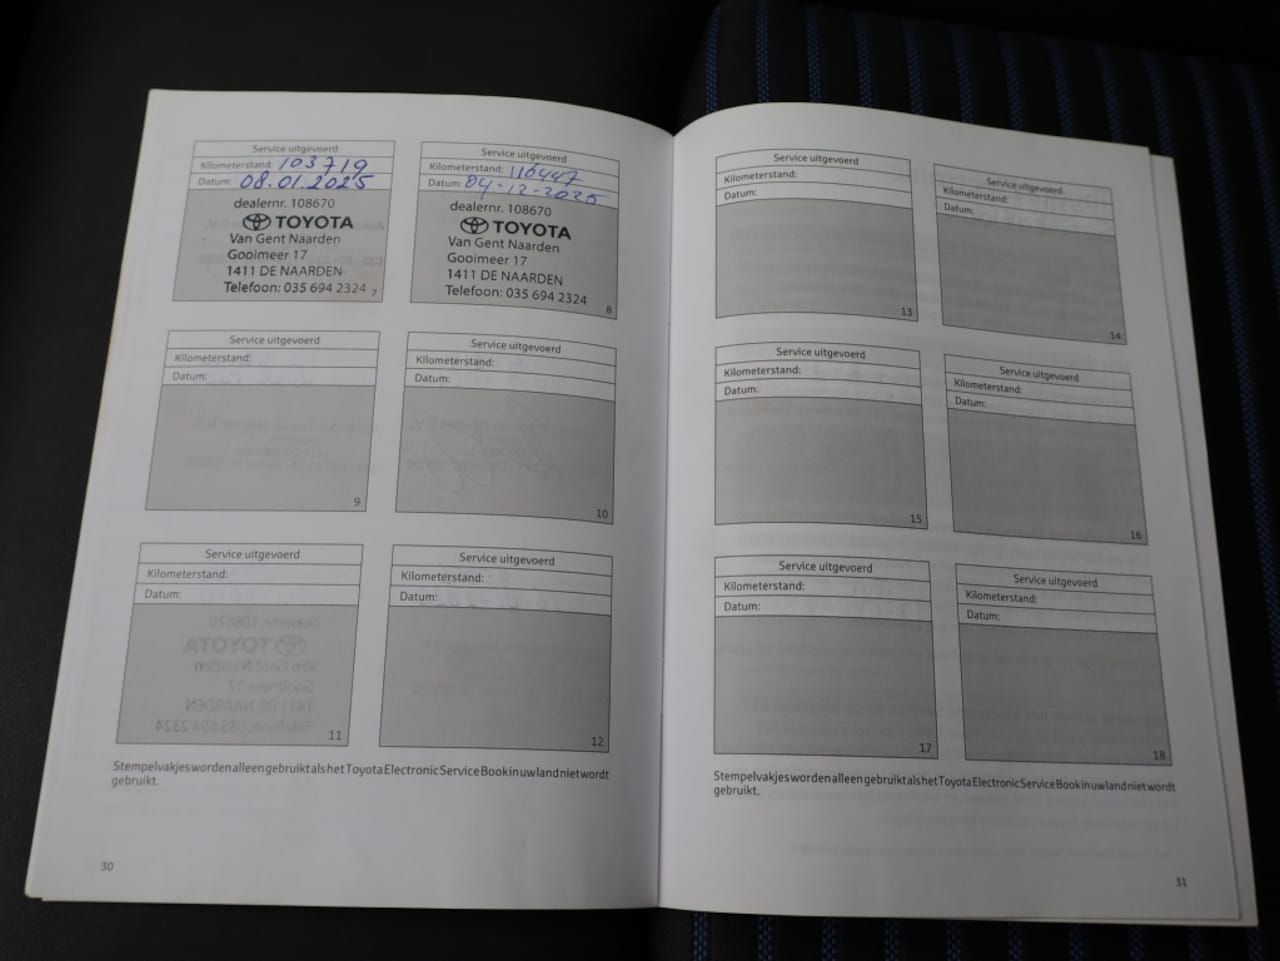 Service uitgevoerd
Kilometerstand: 103719
Datum: 08.01.2025
dealernr. 108670
TOYOTA
Van Gent Naarden
Gooimeer 17
1411 DE NAARDEN
Telefoon: 035 694 2324
7
Service uitgevoerd
Kilometerstand: 116447
Datum: 04-12-2025
dealernr. 108670
TOYOTA
Van Gent Naarden
Gooimeer 17
1411 DE NAARDEN
Telefoon: 035 694 2324
8
Service uitgevoerd
Kilometerstand:
Datum:
9
Service uitgevoerd
Kilometerstand:
Datum:
10
Service uitgevoerd
Kilometerstand:
Datum:
11
Service uitgevoerd
Kilometerstand:
Datum:
12
Stempelvakjes worden alleen gebruikt als het Toyota Electronic Service Book in uw land niet wordt
gebruikt.
30
Service uitgevoerd
Kilometerstand:
Datum:
13
Service uitgevoerd
Kilometerstand:
Datum:
14
Service uitgevoerd
Kilometerstand:
Datum:
15
Service uitgevoerd
Kilometerstand:
Datum:
16
Service uitgevoerd
Kilometerstand:
Datum:
17
Service uitgevoerd
Kilometerstand:
Datum:
18
Stempelvakjes worden alleen gebruikt als het Toyota Electronic Service Book in uw land niet wordt
gebruikt.
31